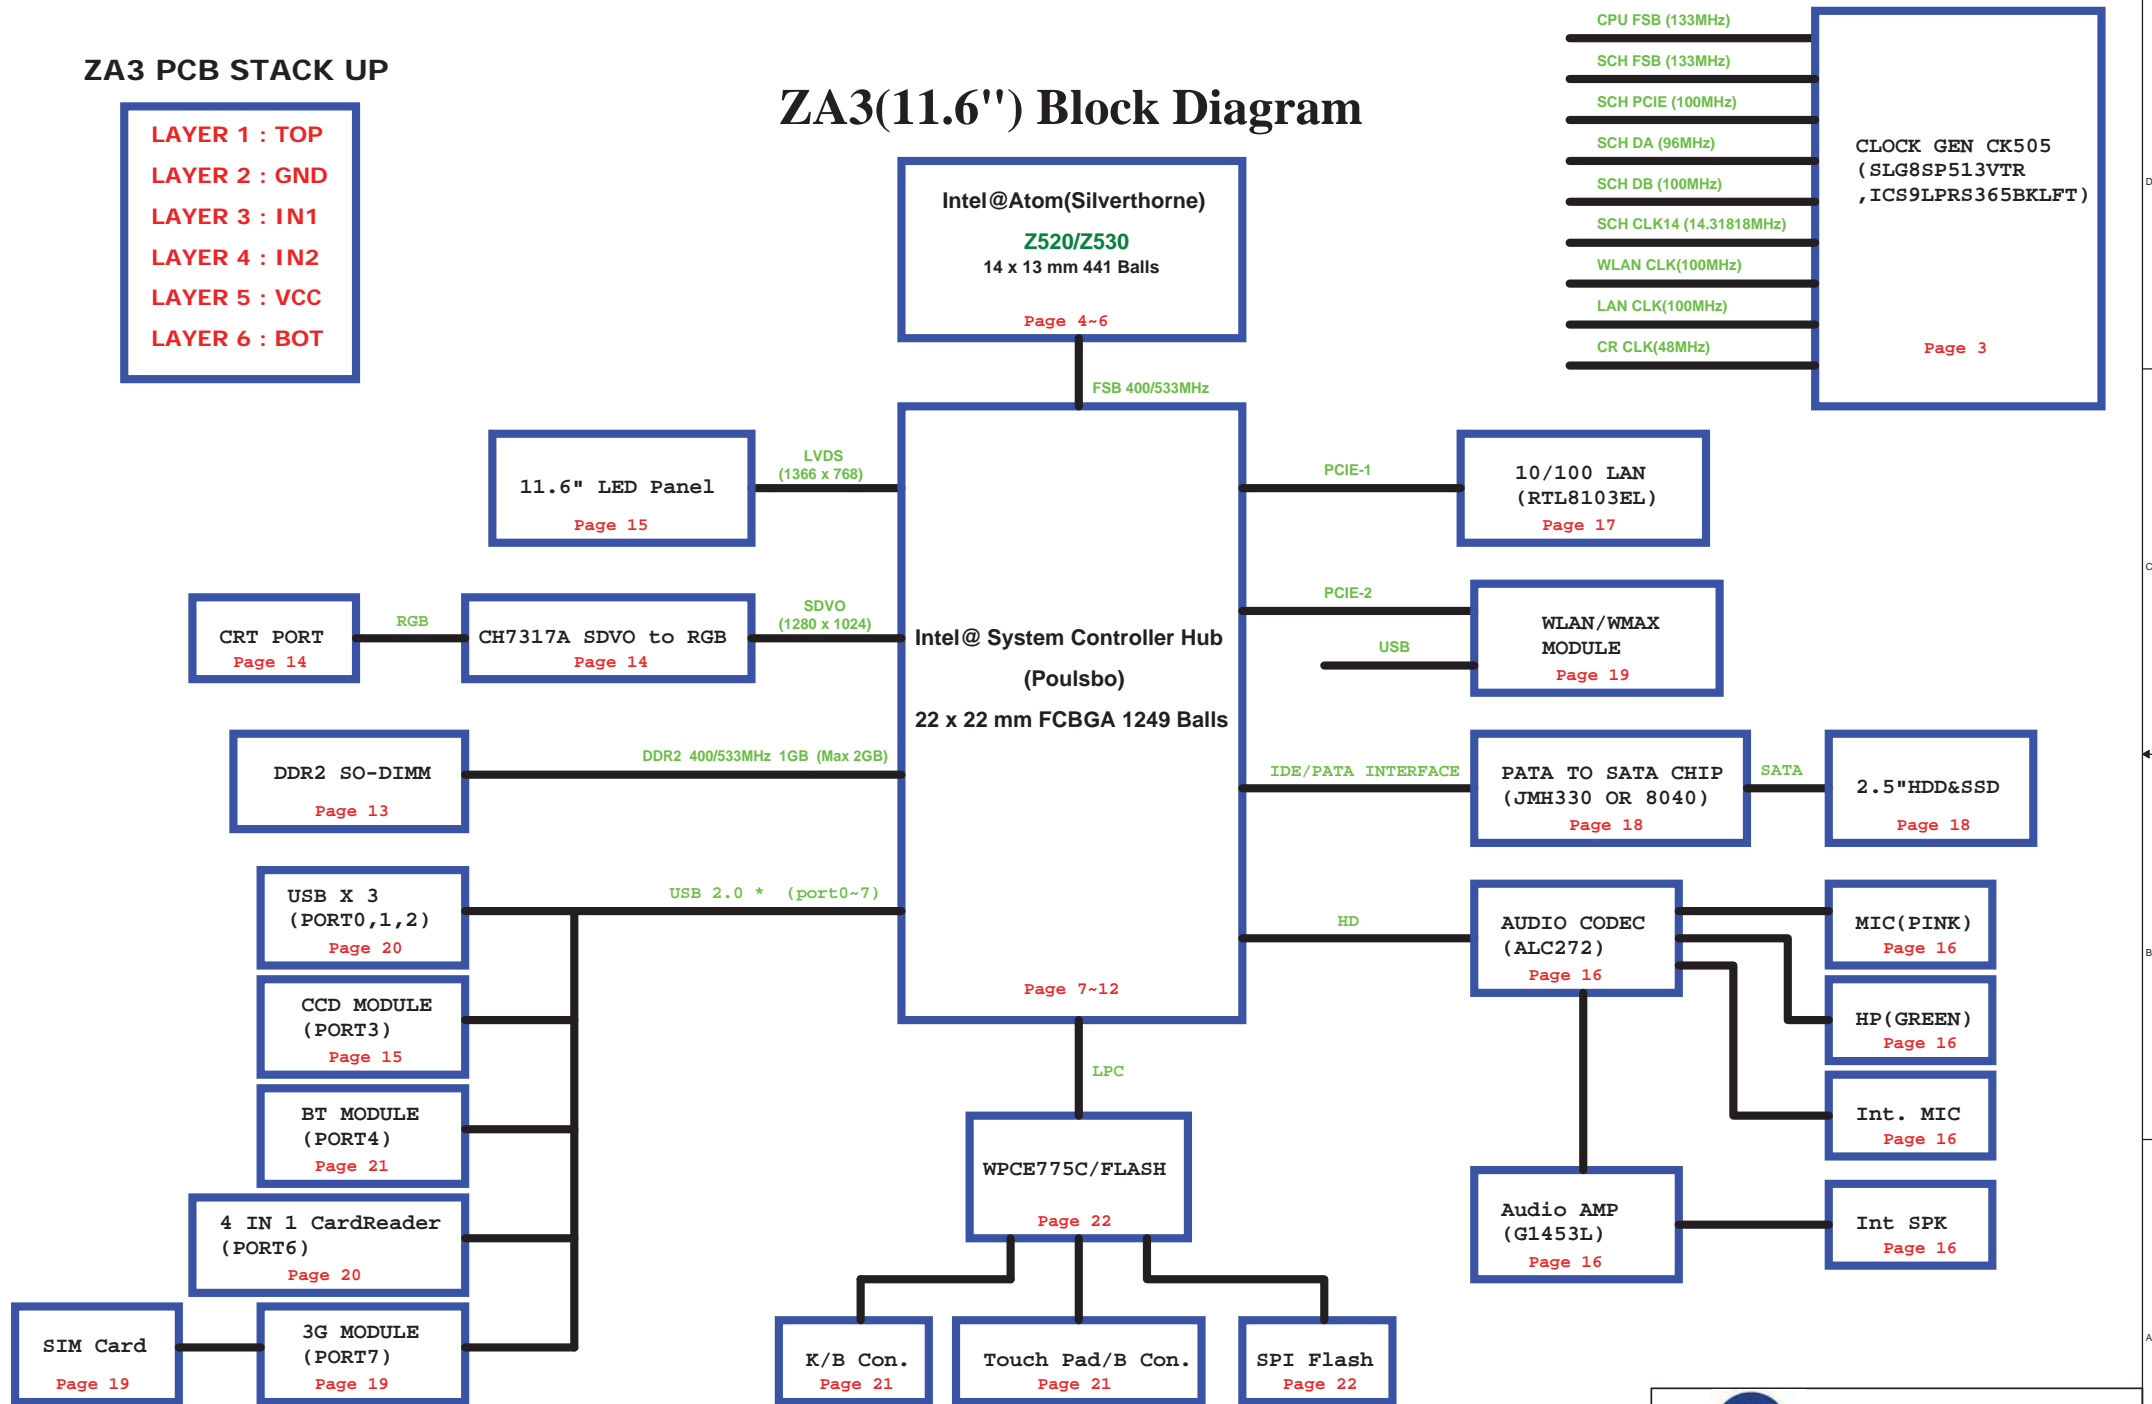 ZA3 PCB STACK UP
LAYER 1 : TOP
LAYER 2 : GND
LAYER 3 : IN1
LAYER 4 : IN2
LAYER 5 : VCC
LAYER 6 : BOT
ZA3(11.6") Block Diagram
CPU FSB (133MHz)
SCH FSB (133MHz)
SCH PCIE (100MHz)
SCH DA (96MHz)
SCH DB (100MHz)
SCH CLK14 (14.31818MHz)
WLAN CLK(100MHz)
LAN CLK(100MHz)
CR CLK(48MHz)
CLOCK GEN CK505
(SLG8SP513VTR
,ICS9LPRS365BKLFT)
Page 3
Intel@Atom(Silverthorne)
Z520/Z530
14 x 13 mm 441 Balls
Page 4~6
FSB 400/533MHz
11.6" LED Panel
Page 15
LVDS
(1366 x 768)
CRT PORT
Page 14
RGB
CH7317A SDVO to RGB
Page 14
SDVO
(1280 x 1024)
DDR2 SO-DIMM
Page 13
DDR2 400/533MHz 1GB (Max 2GB)
Intel@ System Controller Hub
(Poulsbo)
22 x 22 mm FCBGA 1249 Balls
Page 7~12
PCIE-1
10/100 LAN
(RTL8103EL)
Page 17
PCIE-2
USB
WLAN/WMAX
MODULE
Page 19
IDE/PATA INTERFACE
PATA TO SATA CHIP
(JMH330 OR 8040)
Page 18
SATA
2.5"HDD&SSD
Page 18
USB 2.0 * (port0~7)
USB X 3
(PORT0,1,2)
Page 20
CCD MODULE
(PORT3)
Page 15
BT MODULE
(PORT4)
Page 21
4 IN 1 CardReader
(PORT6)
Page 20
3G MODULE
(PORT7)
Page 19
SIM Card
Page 19
HD
AUDIO CODEC
(ALC272)
Page 16
MIC(PINK)
Page 16
HP(GREEN)
Page 16
Int. MIC
Page 16
Audio AMP
(G1453L)
Page 16
Int SPK
Page 16
LPC
WPCE775C/FLASH
Page 22
K/B Con.
Page 21
Touch Pad/B Con.
Page 21
SPI Flash
Page 22
D
C
B
A